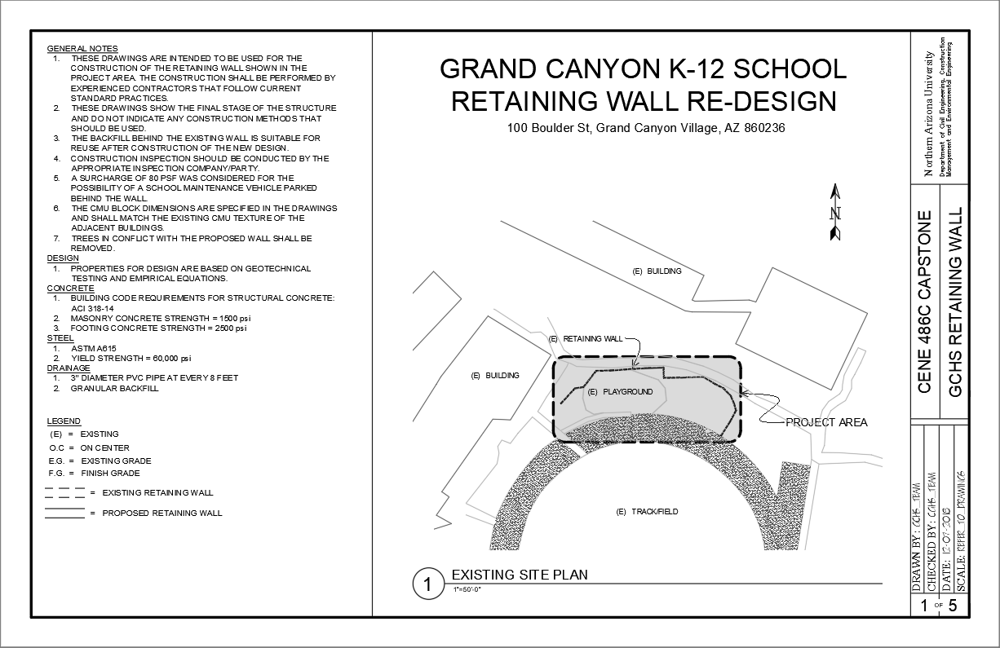 GENERAL NOTES
1. THESE DRAWINGS ARE INTENDED TO BE USED FOR THE
CONSTRUCTION OF THE RETAINING WALL SHOWN IN THE
PROJECT AREA. THE CONSTRUCTION SHALL BE PERFORMED BY
EXPERIENCED CONTRACTORS THAT FOLLOW CURRENT
STANDARD PRACTICES.
2. THESE DRAWINGS SHOW THE FINAL STAGE OF THE STRUCTURE
AND DO NOT INDICATE ANY CONSTRUCTION METHODS THAT
SHOULD BE USED.
3. THE BACKFILL BEHIND THE EXISTING WALL IS SUITABLE FOR
REUSE AFTER CONSTRUCTION OF THE NEW DESIGN.
4. CONSTRUCTION INSPECTION SHOULD BE CONDUCTED BY THE
APPROPRIATE INSPECTION COMPANY/PARTY.
5. A SURCHARGE OF 80 PSF WAS CONSIDERED FOR THE
POSSIBILITY OF A SCHOOL MAINTENANCE VEHICLE PARKED
BEHIND THE WALL.
6. THE CMU BLOCK DIMENSIONS ARE SPECIFIED IN THE DRAWINGS
AND SHALL MATCH THE EXISTING CMU TEXTURE OF THE
ADJACENT BUILDINGS.
7. TREES IN CONFLICT WITH THE PROPOSED WALL SHALL BE
REMOVED.
DESIGN
1. PROPERTIES FOR DESIGN ARE BASED ON GEOTECHNICAL
TESTING AND EMPIRICAL EQUATIONS.
CONCRETE
1. BUILDING CODE REQUIREMENTS FOR STRUCTURAL CONCRETE:
ACI 318-14
2. MASONRY CONCRETE STRENGTH = 1500 psi
3. FOOTING CONCRETE STRENGTH = 2500 psi
STEEL
1. ASTM A615
2. YIELD STRENGTH = 60,000 psi
DRAINAGE
1. 3" DIAMETER PVC PIPE AT EVERY 8 FEET
2. GRANULAR BACKFILL
LEGEND
(E) = EXISTING
O.C = ON CENTER
E.G. = EXISTING GRADE
F.G. = FINISH GRADE
= EXISTING RETAINING WALL
= PROPOSED RETAINING WALL
GRAND CANYON K-12 SCHOOL
RETAINING WALL RE-DESIGN
100 Boulder St, Grand Canyon Village, AZ 860236
N
(E) BUILDING
(E) RETAINING WALL
(E) BUILDING
(E) PLAYGROUND
PROJECT AREA
(E) TRACK/FIELD
1
EXISTING SITE PLAN
1"=50'-0"
Northern Arizona University
Department of Civil Engineering, Construction
Management and Environmental Engineering
CENE 486C CAPSTONE
GCHS RETAINING WALL
DRAWN BY: GCHS_TEAM
CHECKED BY: GCHS_TEAM
DATE: 12-07-2018
SCALE: REFER_TO_DRAWINGS
1 OF 5